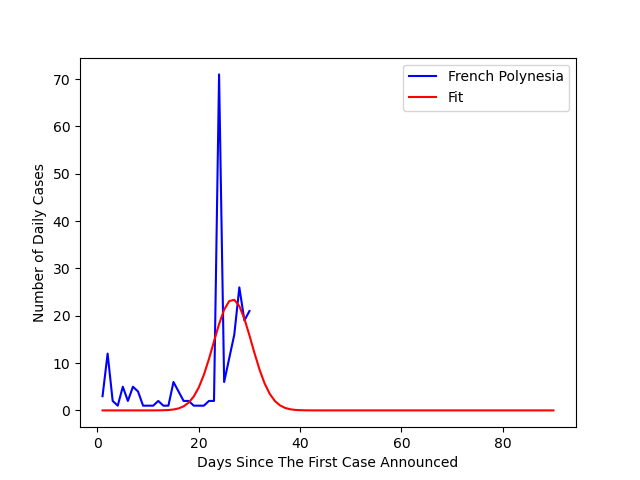 French Polynesia
Fit
Number of Daily Cases
70
60
50
40
30
20
10
0
0 20 40 60 80
Days Since The First Case Announced